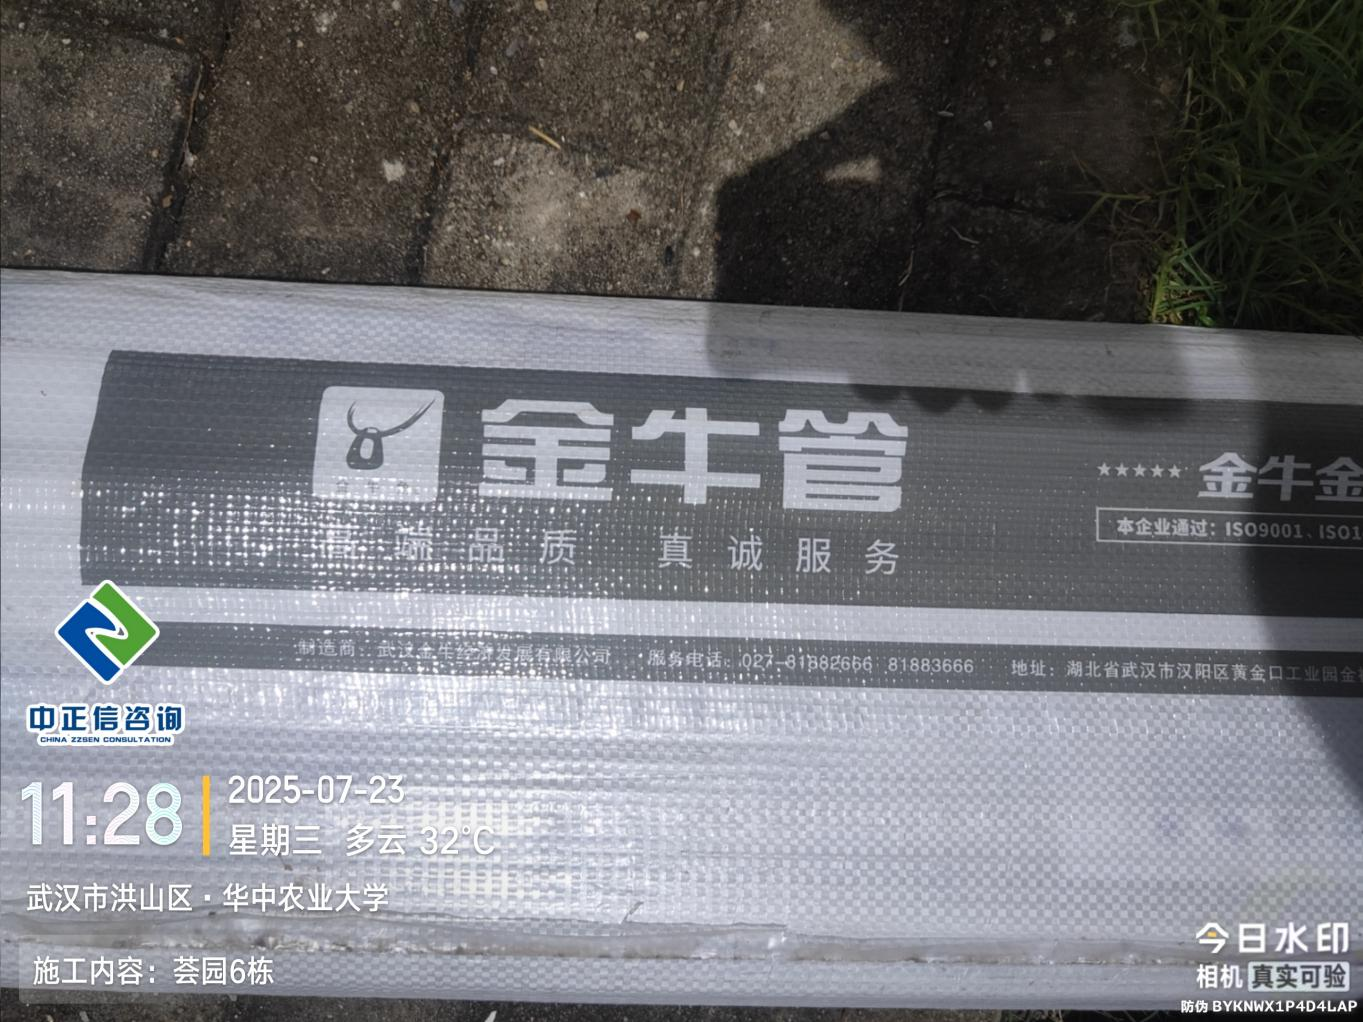 金牛管
高端品质 真诚服务
★★★★★ 金牛金
本企业通过：ISO9001、ISO1
制造商：武汉金牛经济发展有限公司 服务电话：027-81882666 81883666 地址：湖北省武汉市汉阳区黄金口工业园金
中正信咨询
CHINA ZZSEN CONSULTATION
11:28
2025-07-23
星期三 多云 32℃
武汉市洪山区·华中农业大学
施工内容：荟园6栋
今日水印
相机 真实可验
防伪 BYKNWX1P4D4LAP